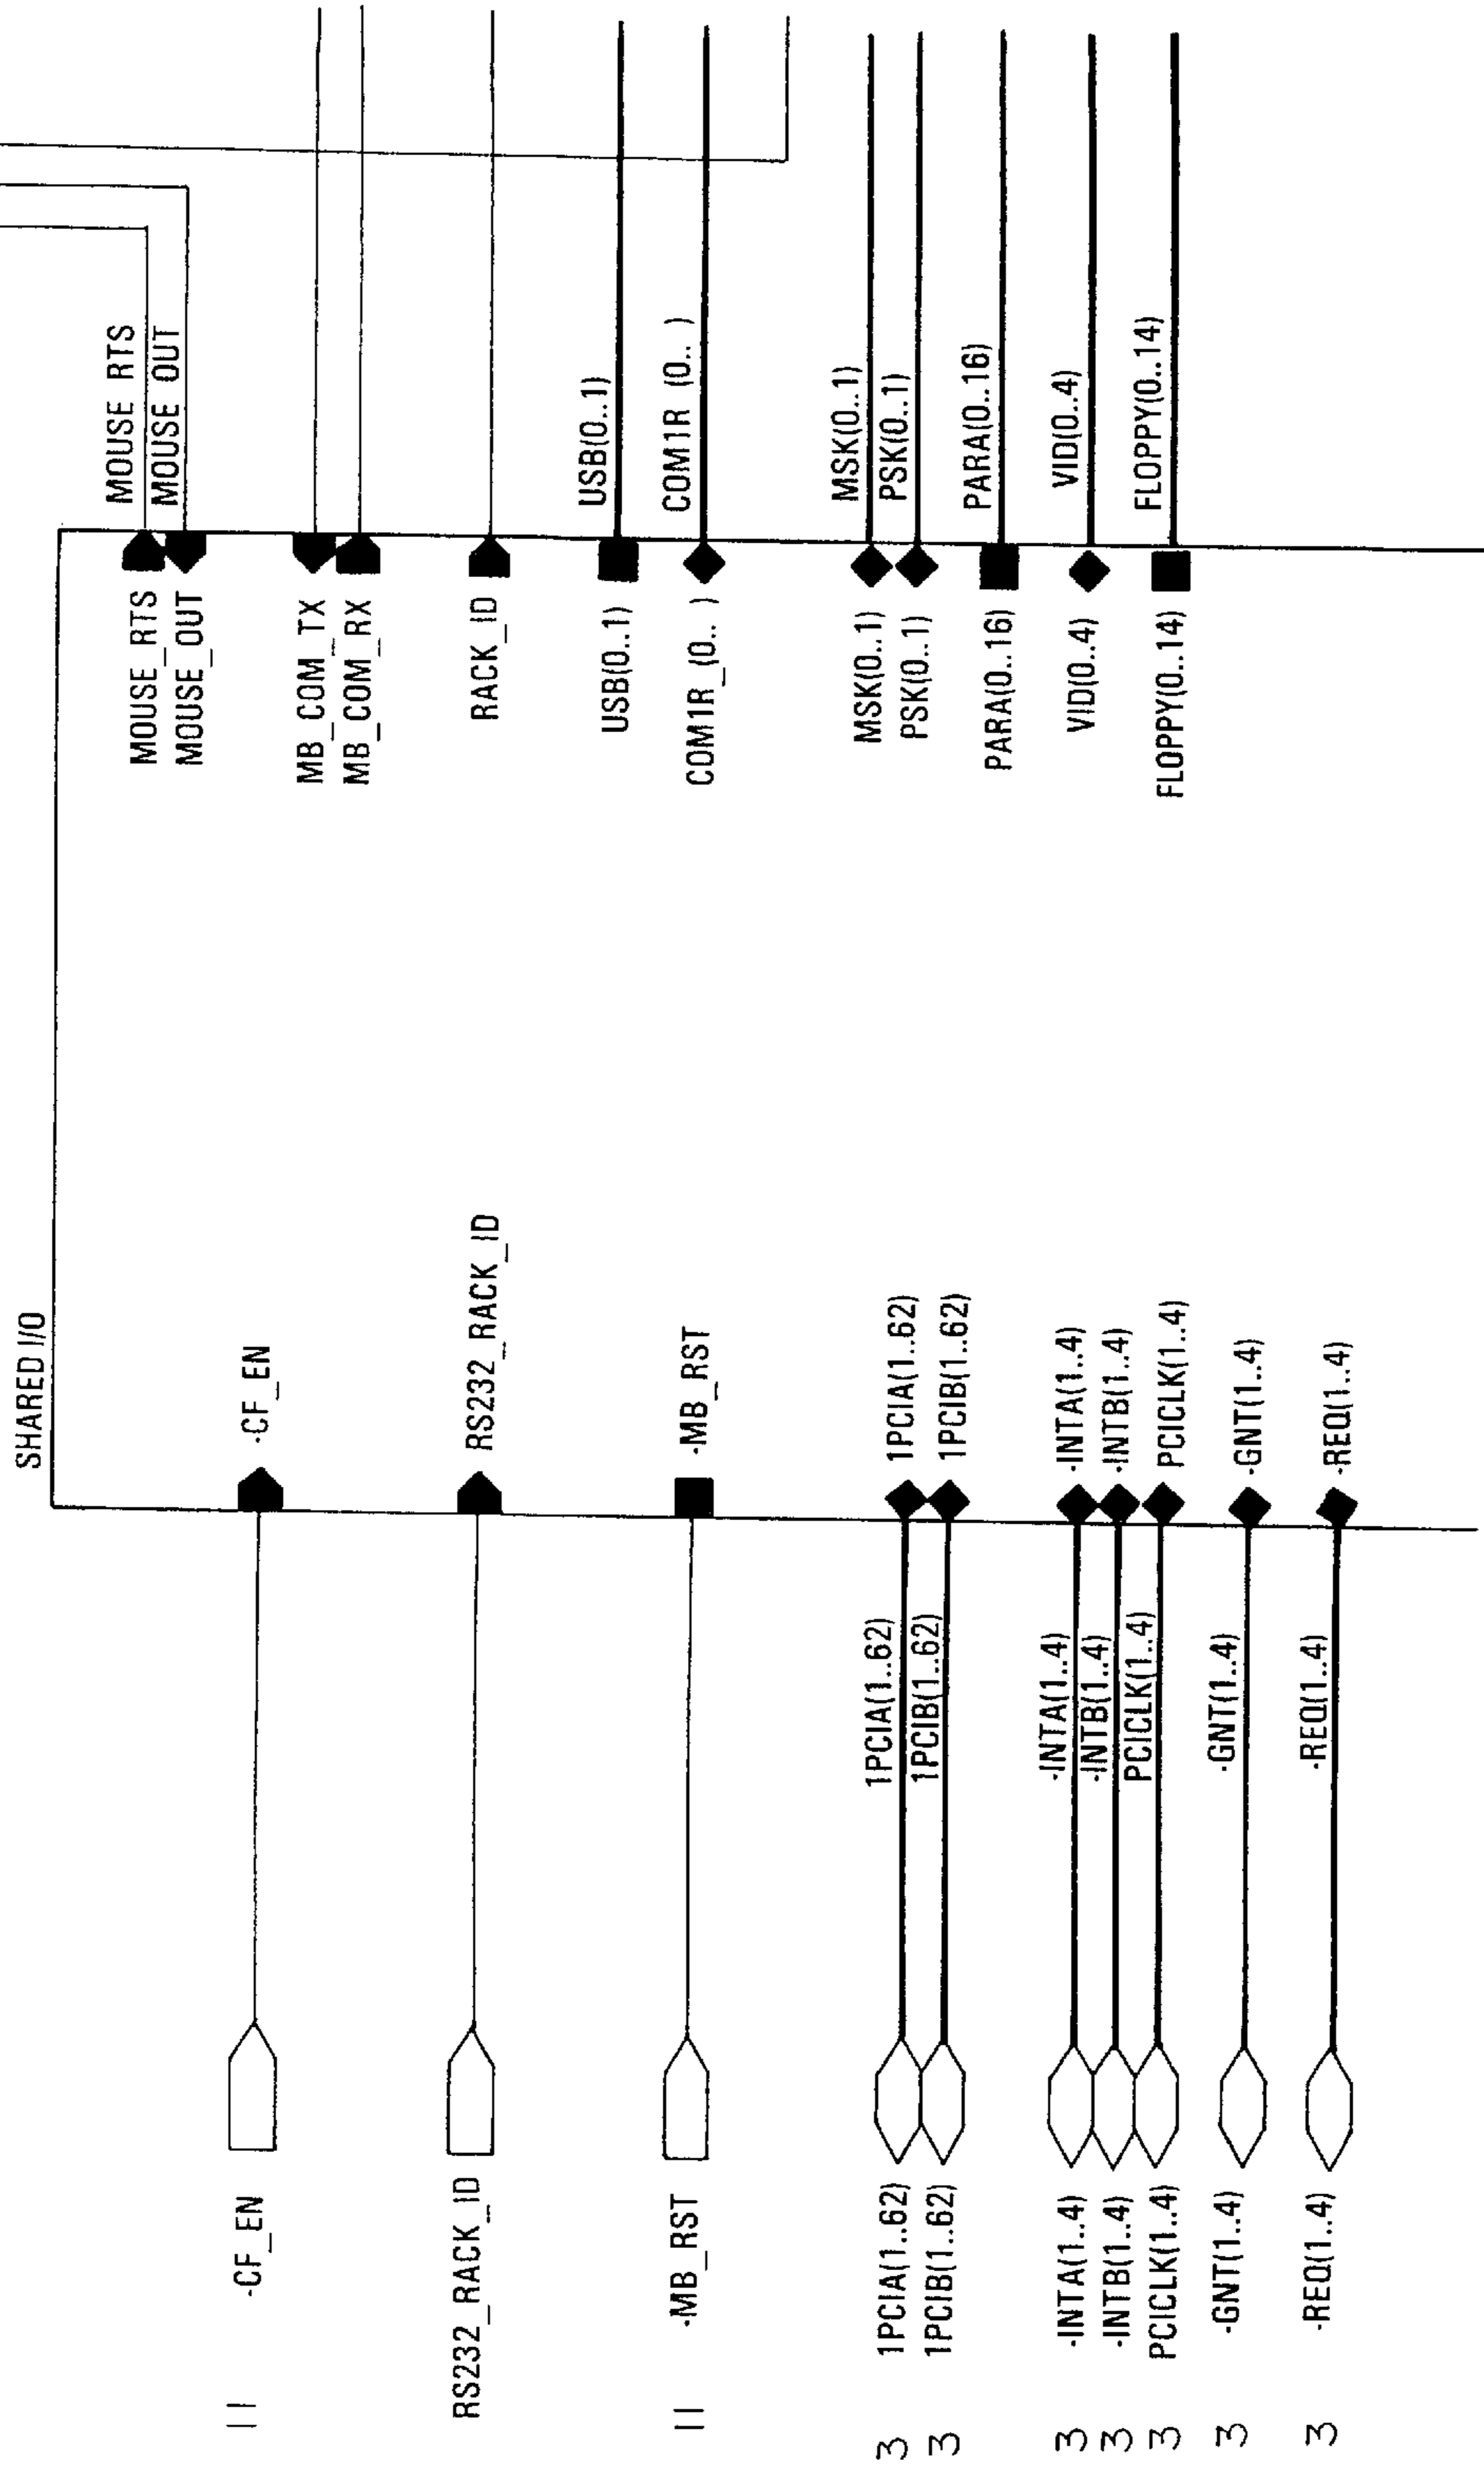 SHARED I/O
11 -CF_EN
-CF_EN
RS232_RACK_ID
RS232_RACK_ID
11 -MB_RST
-MB_RST
3 1PCIA(1..62)
1PCIA(1..62)
1PCIA(1..62)
3 1PCIB(1..62)
1PCIB(1..62)
1PCIB(1..62)
3 -INTA(1..4)
-INTA(1..4)
-INTA(1..4)
3 -INTB(1..4)
-INTB(1..4)
-INTB(1..4)
3 PCICLK(1..4)
PCICLK(1..4)
PCICLK(1..4)
3 -GNT(1..4)
-GNT(1..4)
-GNT(1..4)
3 -REQ(1..4)
-REQ(1..4)
-REQ(1..4)
MOUSE_RTS
MOUSE RTS
MOUSE_OUT
MOUSE OUT
MB_COM_TX
MB_COM_RX
RACK_ID
USB(0..1)
USB(0..1)
COM1R_(0.. )
COM1R (0.. )
MSK(0..1)
MSK(0..1)
PSK(0..1)
PSK(0..1)
PARA(0..16)
PARA(0..16)
VID(0..4)
VID(0..4)
FLOPPY(0..14)
FLOPPY(0..14)